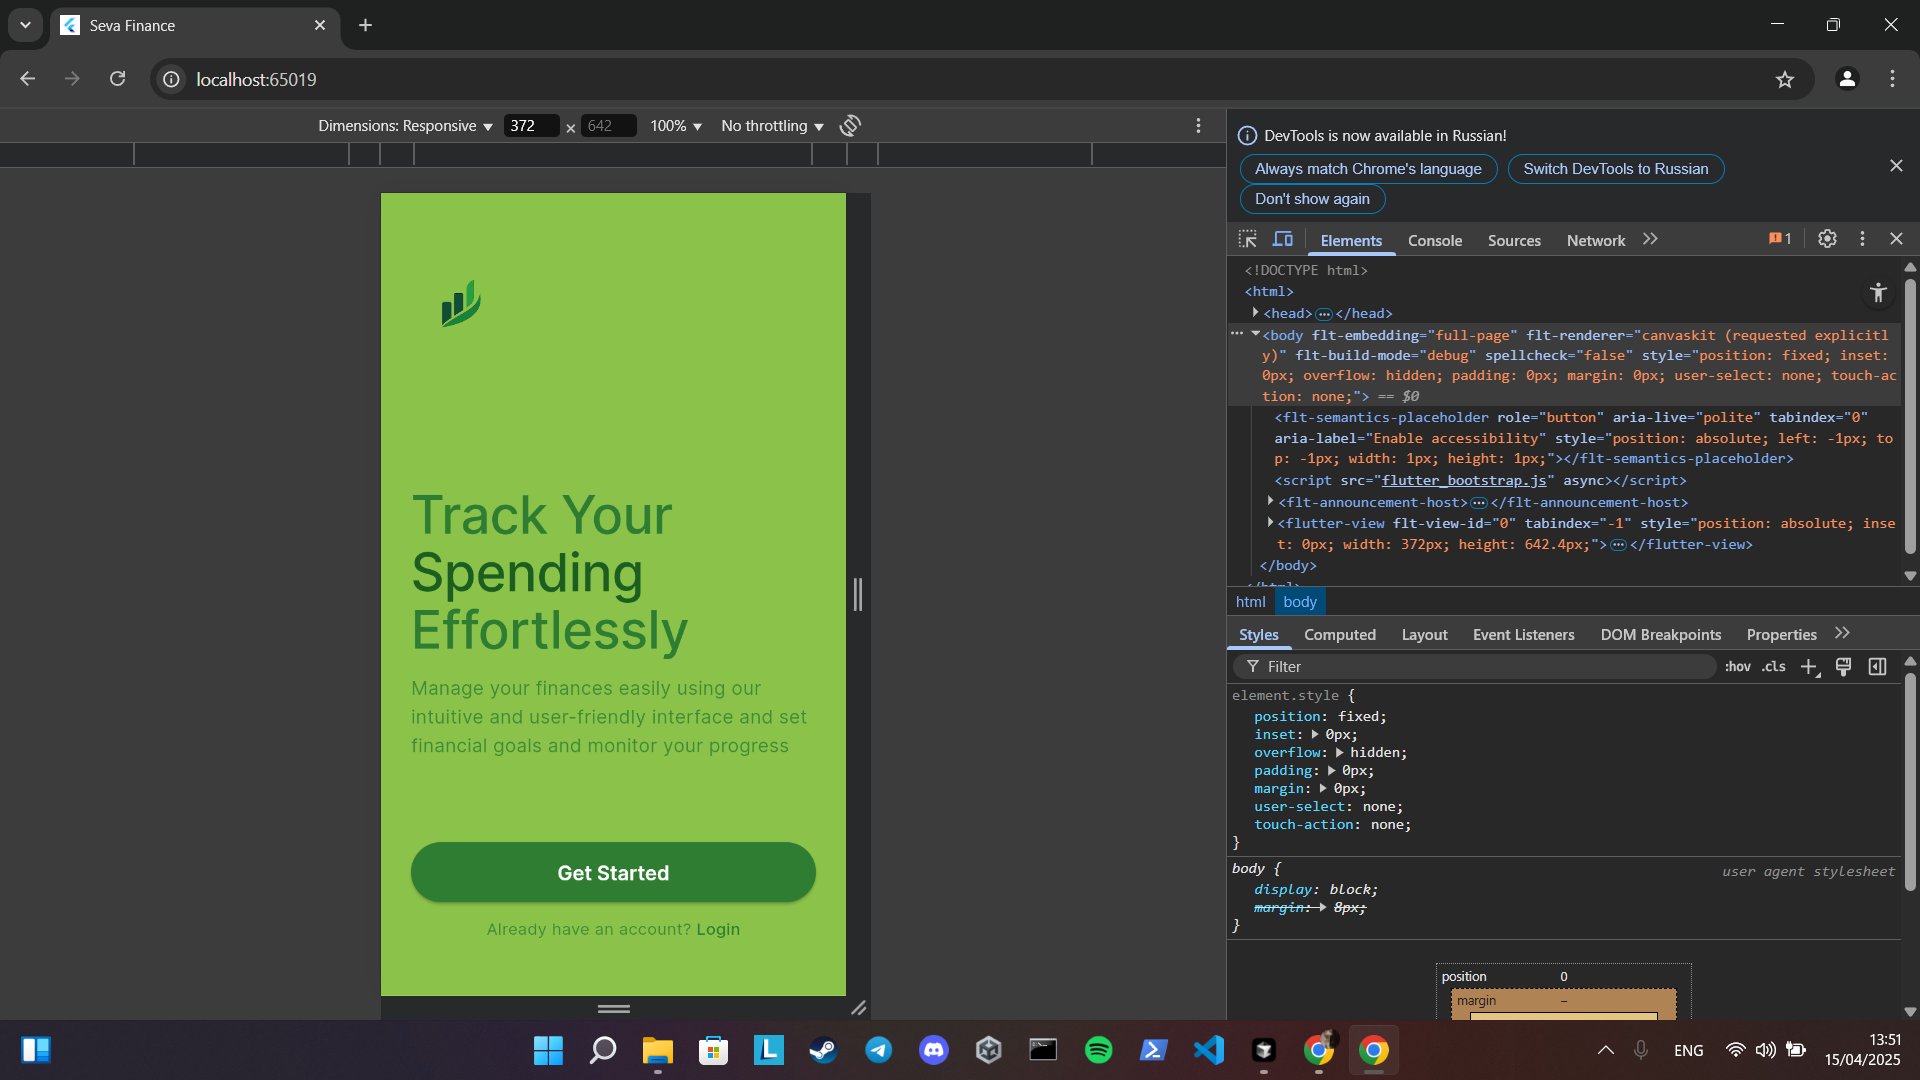 Seva Finance
localhost:65019
Dimensions: Responsive 372 × 642 100% No throttling
DevTools is now available in Russian!
Always match Chrome's language Switch DevTools to Russian
Don't show again
Elements Console Sources Network 1
<!DOCTYPE html>
<html>
<head> … </head>
<body flt-embedding="full-page" flt-renderer="canvaskit (requested explicitl
y)" flt-build-mode="debug" spellcheck="false" style="position: fixed; inset:
0px; overflow: hidden; padding: 0px; margin: 0px; user-select: none; touch-ac
tion: none;"> == $0
<flt-semantics-placeholder role="button" aria-live="polite" tabindex="0"
aria-label="Enable accessibility" style="position: absolute; left: -1px; to
p: -1px; width: 1px; height: 1px;"></flt-semantics-placeholder>
<script src="flutter_bootstrap.js" async></script>
<flt-announcement-host> … </flt-announcement-host>
<flutter-view flt-view-id="0" tabindex="-1" style="position: absolute; inse
t: 0px; width: 372px; height: 642.4px;"> … </flutter-view>
</body>
</html>
html body
Styles Computed Layout Event Listeners DOM Breakpoints Properties
Filter :hov .cls
element.style {
position: fixed;
inset: 0px;
overflow: hidden;
padding: 0px;
margin: 0px;
user-select: none;
touch-action: none;
}
body { user agent stylesheet
display: block;
margin: 8px;
}
position 0
margin –
Track Your
Spending
Effortlessly
Manage your finances easily using our
intuitive and user-friendly interface and set
financial goals and monitor your progress
Get Started
Already have an account? Login
ENG
13:51
15/04/2025